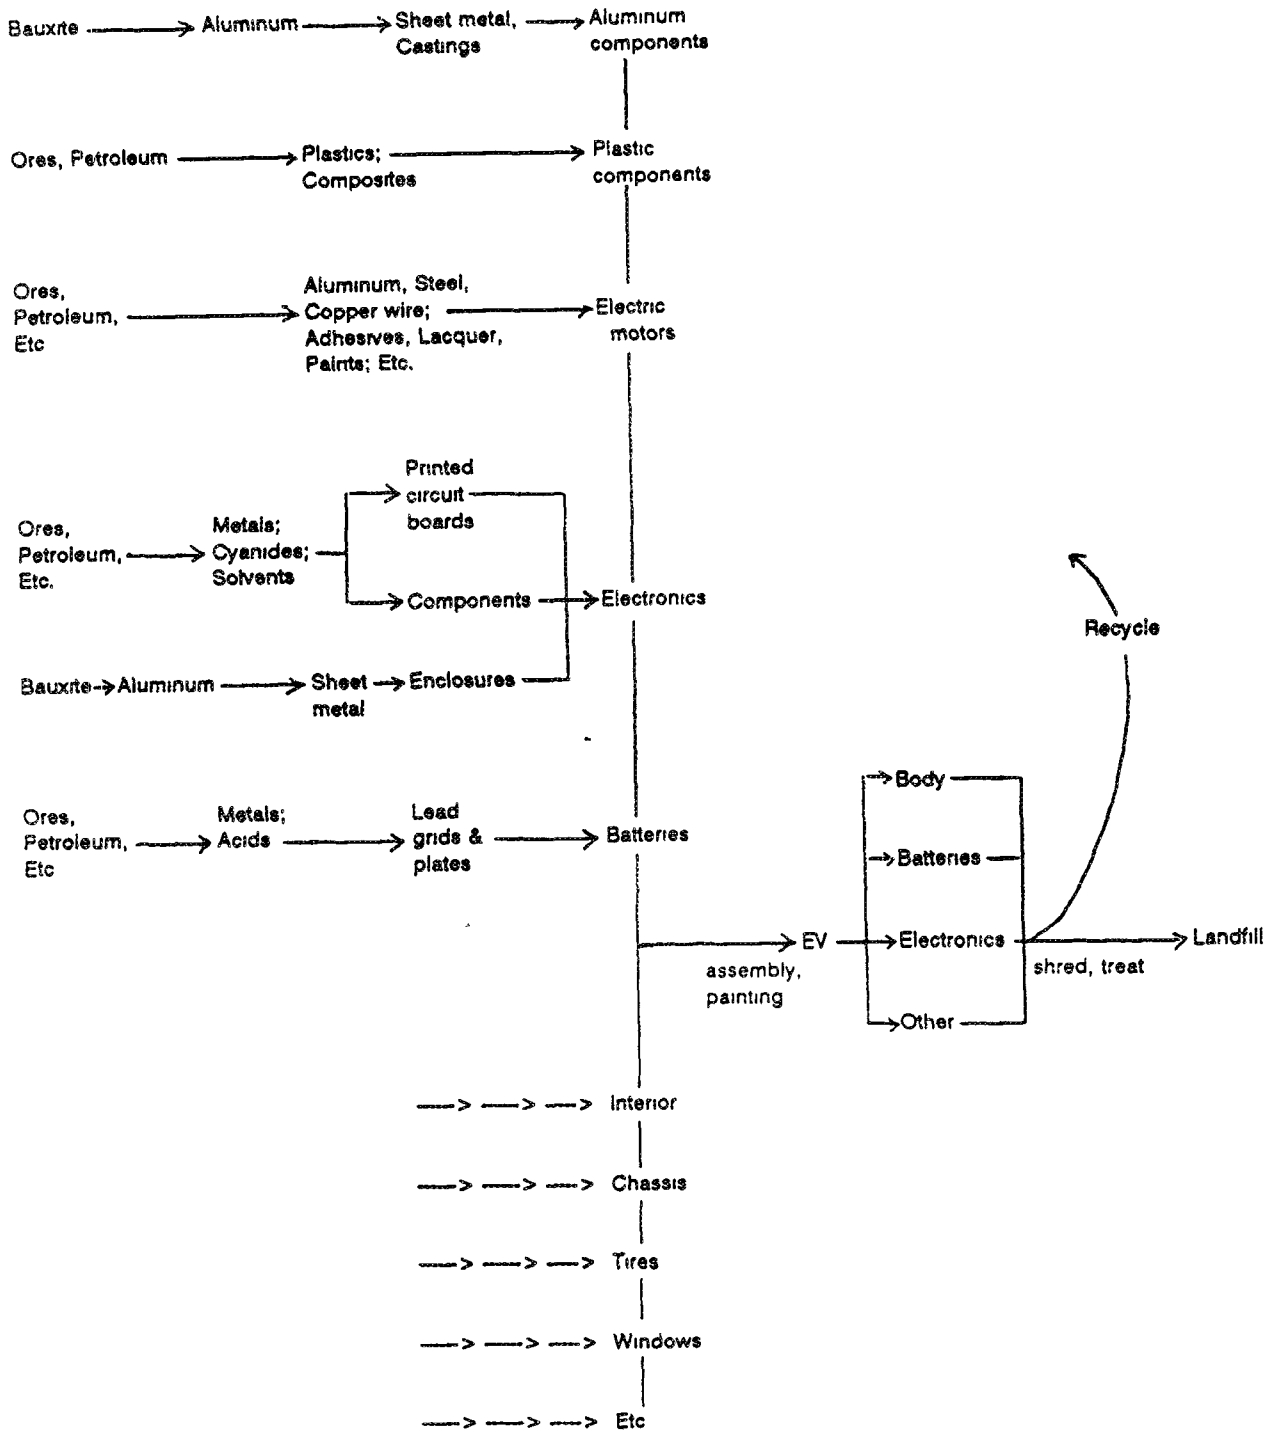 Bauxite
Aluminum
Sheet metal,
Castings
Aluminum
components
Ores, Petroleum
Plastics;
Composites
Plastic
components
Ores,
Petroleum,
Etc
Aluminum, Steel,
Copper wire;
Adhesives, Lacquer,
Paints; Etc.
Electric
motors
Ores,
Petroleum,
Etc.
Metals;
Cyanides;
Solvents
Printed
circuit
boards
Components
Electronics
Bauxite
Aluminum
Sheet
metal
Enclosures
Recycle
Ores,
Petroleum,
Etc
Metals;
Acids
Lead
grids &
plates
Batteries
assembly,
painting
EV
Body
Batteries
Electronics
Other
shred, treat
Landfill
Interior
Chassis
Tires
Windows
Etc